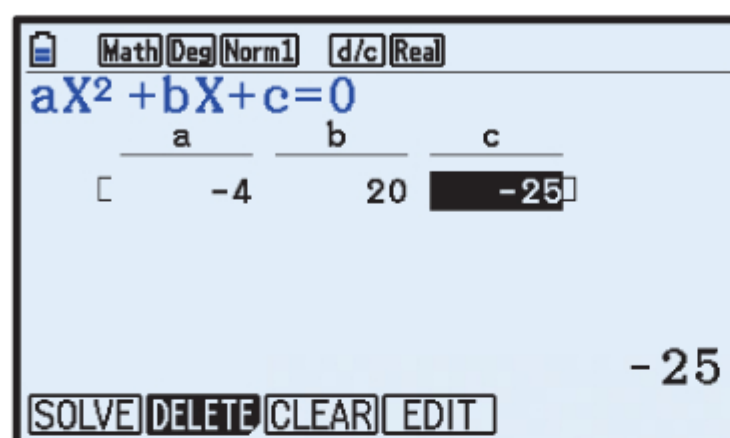 Math Deg Norm1 d/c Real
aX² +bX+c=0
a b c
-4 20 -25
-25
SOLVE DELETE CLEAR EDIT